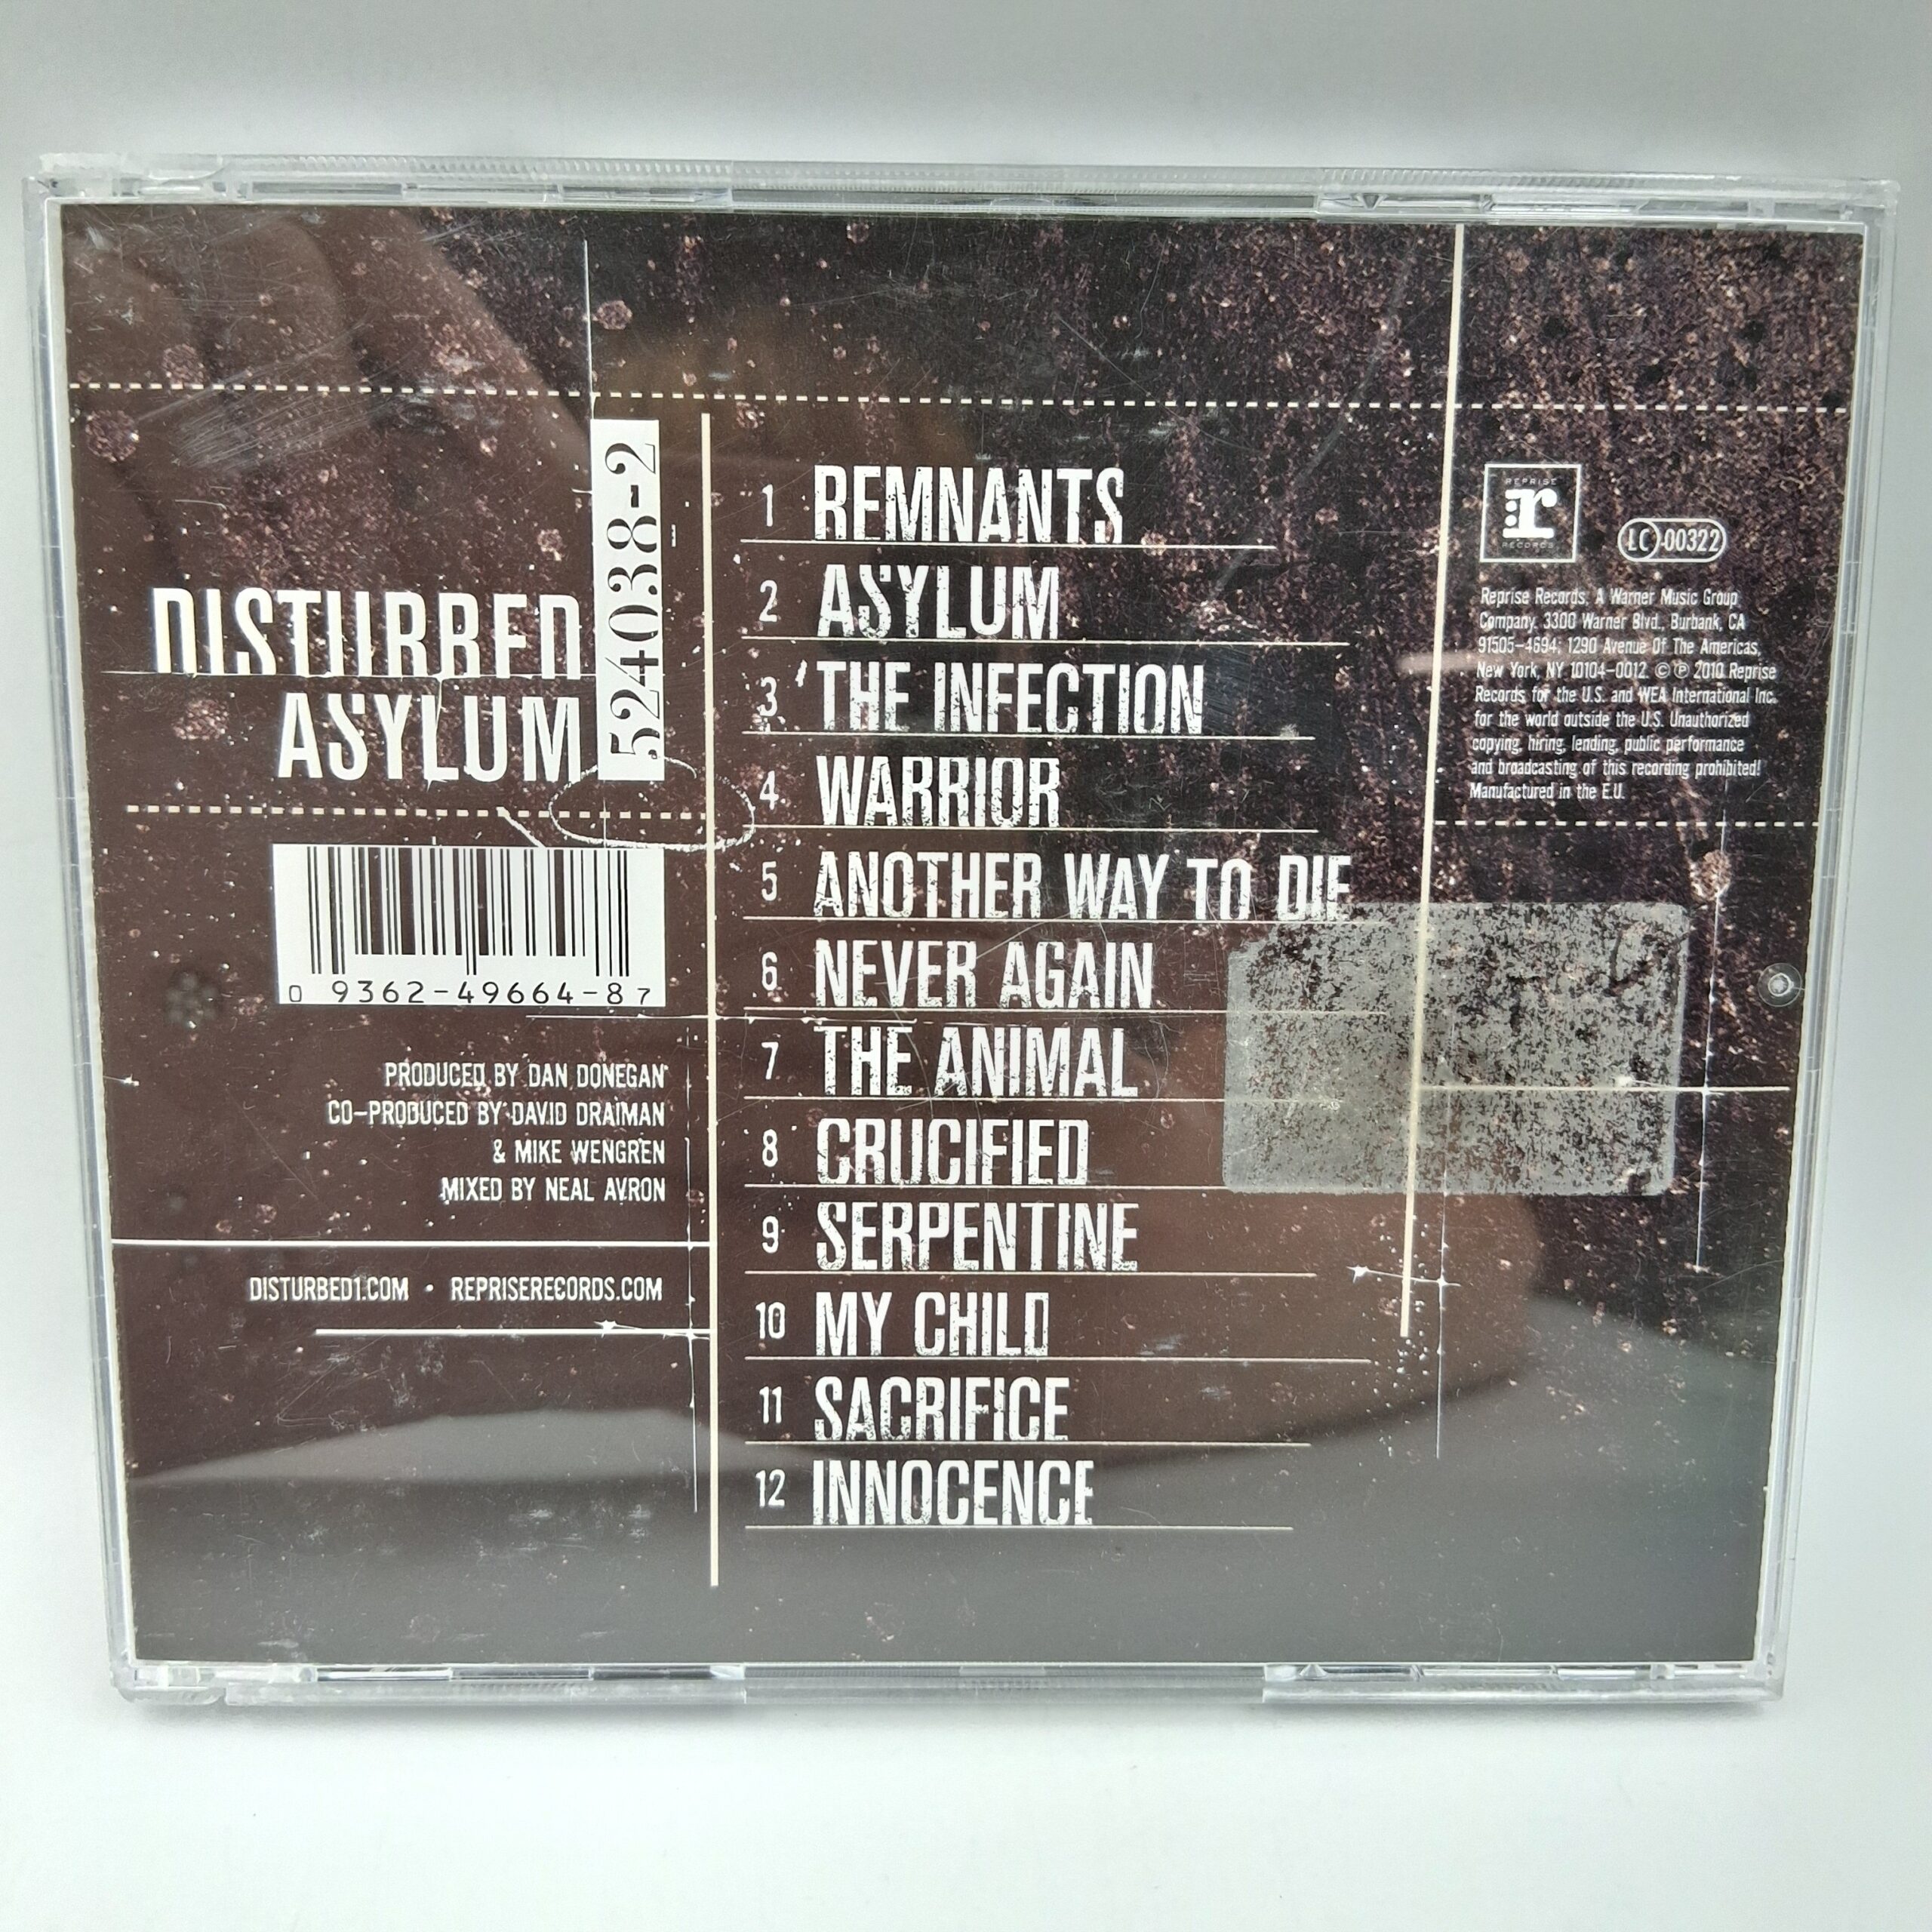 DISTURBED
ASYLUM
524038-2
0 9362-49664-8 7
PRODUCED BY DAN DONEGAN
CO-PRODUCED BY DAVID DRAIMAN
& MIKE WENGREN
MIXED BY NEAL AVRON
DISTURBED1.COM • REPRISERECORDS.COM
1 REMNANTS
2 ASYLUM
3 THE INFECTION
4 WARRIOR
5 ANOTHER WAY TO DIE
6 NEVER AGAIN
7 THE ANIMAL
8 CRUCIFIED
9 SERPENTINE
10 MY CHILD
11 SACRIFICE
12 INNOCENCE
REPRISE
r
RECORDS
LC 00322
Reprise Records, A Warner Music Group
Company, 3300 Warner Blvd., Burbank, CA
91505-4694; 1290 Avenue Of The Americas,
New York, NY 10104-0012. © ℗ 2010 Reprise
Records for the U.S. and WEA International Inc.
for the world outside the U.S. Unauthorized
copying, hiring, lending, public performance
and broadcasting of this recording prohibited!
Manufactured in the E.U.